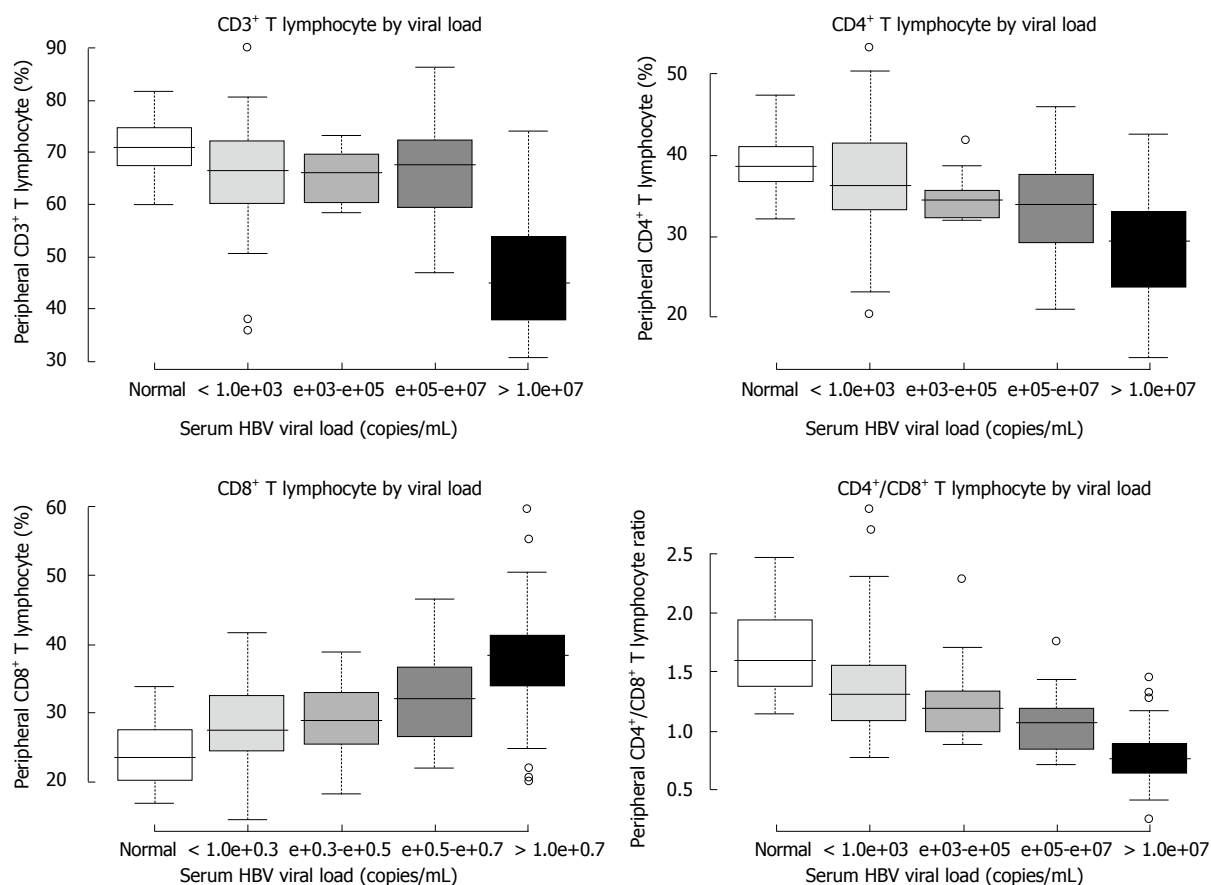 CD3⁺ T lymphocyte by viral load
Peripheral CD3⁺ T lymphocyte (%)
90
80
70
60
50
40
30
Normal < 1.0e+03 e+03-e+05 e+05-e+07 > 1.0e+07
Serum HBV viral load (copies/mL)
CD4⁺ T lymphocyte by viral load
Peripheral CD4⁺ T lymphocyte (%)
50
40
30
20
Normal < 1.0e+03 e+03-e+05 e+05-e+07 > 1.0e+07
Serum HBV viral load (copies/mL)
CD8⁺ T lymphocyte by viral load
Peripheral CD8⁺ T lymphocyte (%)
60
50
40
30
20
Normal < 1.0e+0.3 e+0.3-e+0.5 e+0.5-e+0.7 > 1.0e+0.7
Serum HBV viral load (copies/mL)
CD4⁺/CD8⁺ T lymphocyte by viral load
Peripheral CD4⁺/CD8⁺ T lymphocyte ratio
2.5
2.0
1.5
1.0
0.5
Normal < 1.0e+03 e+03-e+05 e+05-e+07 > 1.0e+07
Serum HBV viral load (copies/mL)